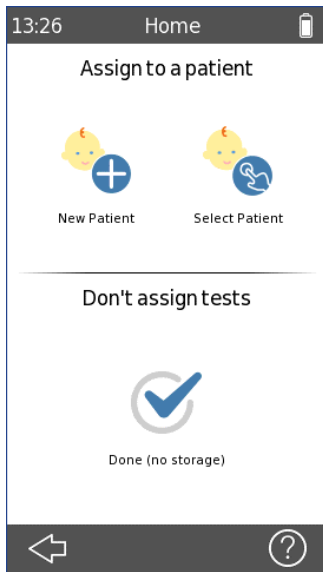 13:26 Home
Assign to a patient
New Patient Select Patient
Don't assign tests
Done (no storage)
?